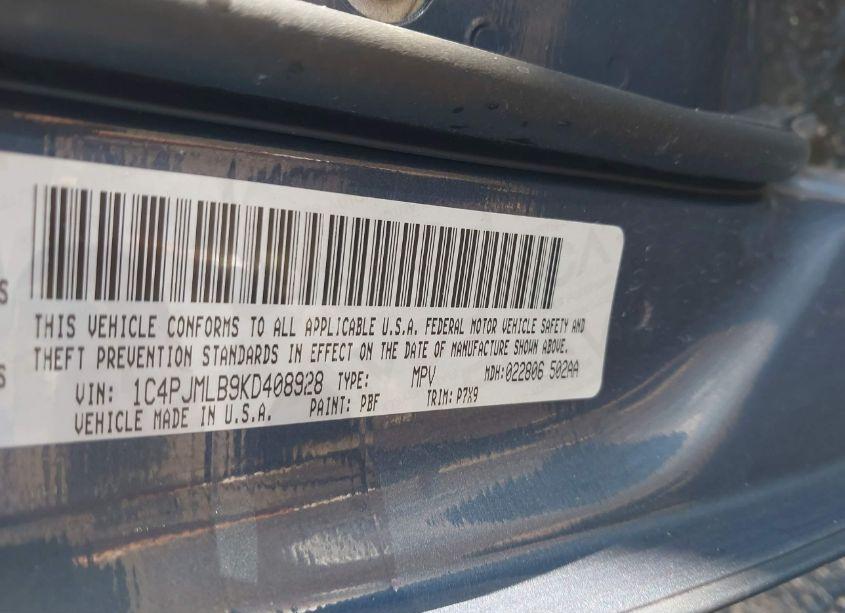 THIS VEHICLE CONFORMS TO ALL APPLICABLE U.S.A. FEDERAL MOTOR VEHICLE SAFETY AND
THEFT PREVENTION STANDARDS IN EFFECT ON THE DATE OF MANUFACTURE SHOWN ABOVE.
VIN: 1C4PJMLB9KD408928 TYPE: MPV MDH:022806 502AA
VEHICLE MADE IN U.S.A. PAINT: PBF TRIM: P7X9